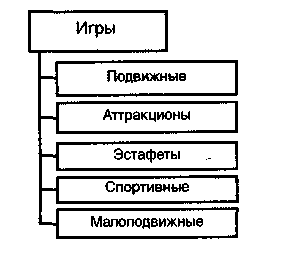 Игры
Подвижные
Аттракционы
Эстафеты
Спортивные
Малоподвижные